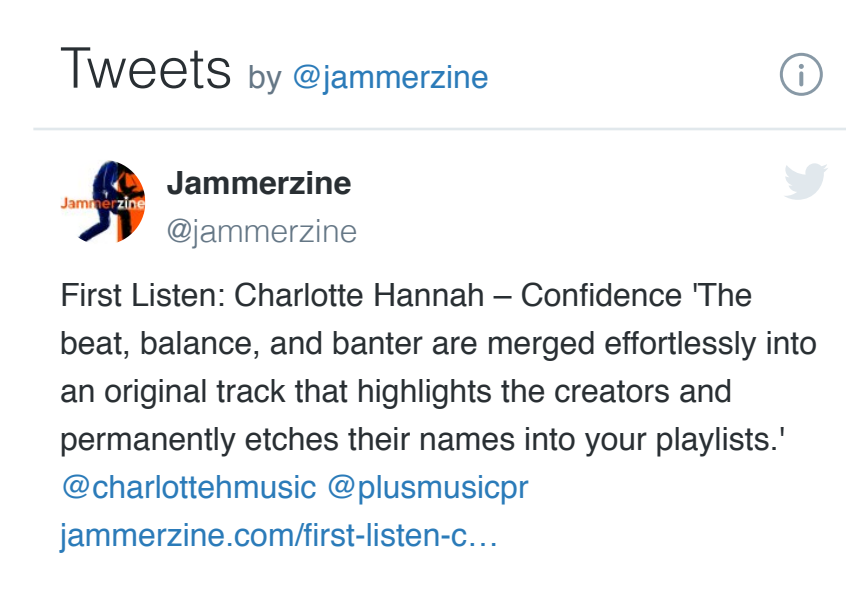 Tweets by @jammerzine
Jammerzine
Jammerzine
@jammerzine
First Listen: Charlotte Hannah – Confidence 'The
beat, balance, and banter are merged effortlessly into
an original track that highlights the creators and
permanently etches their names into your playlists.'
@charlottehmusic @plusmusicpr
jammerzine.com/first-listen-c…